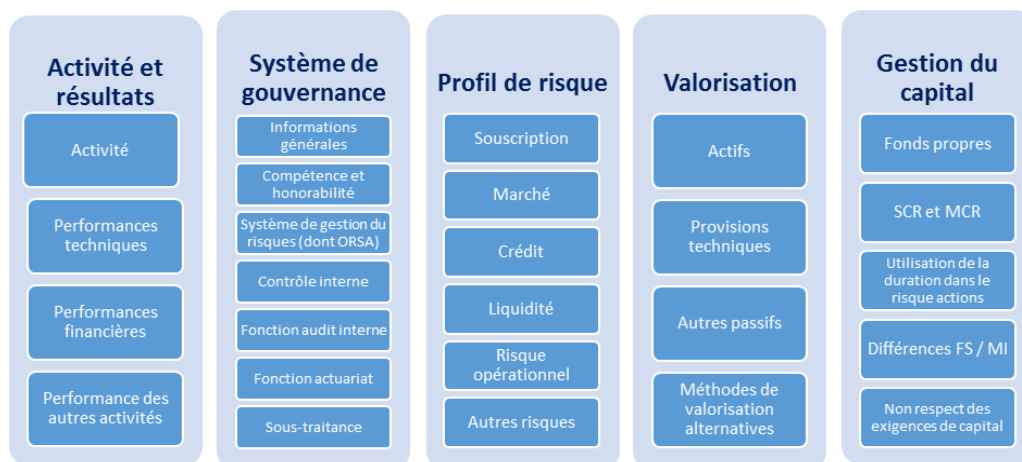 Activité et
résultats
Activité
Performances
techniques
Performances
financières
Performance des
autres activités
Système de
gouvernance
Informations
générales
Compétence et
honorabilité
Système de gestion du
risques (dont ORSA)
Contrôle interne
Fonction audit interne
Fonction actuariat
Sous-traitance
Profil de risque
Souscription
Marché
Crédit
Liquidité
Risque
opérationnel
Autres risques
Valorisation
Actifs
Provisions
techniques
Autres passifs
Méthodes de
valorisation
alternatives
Gestion du
capital
Fonds propres
SCR et MCR
Utilisation de la
duration dans le
risque actions
Différences FS / MI
Non respect des
exigences de capital